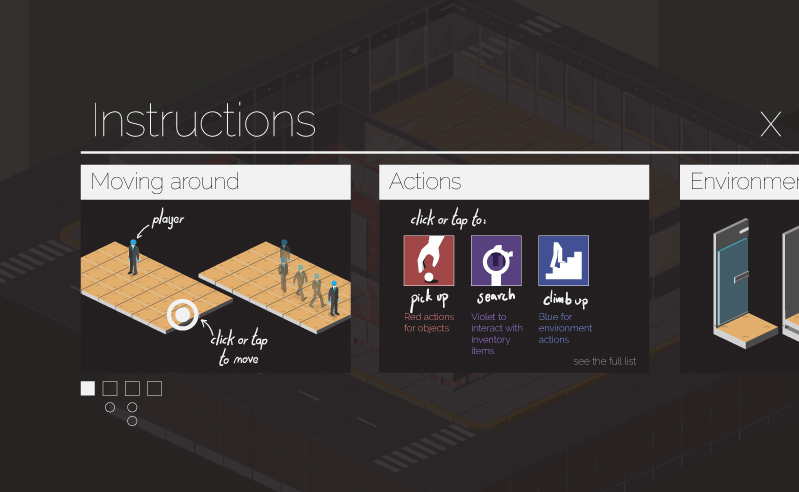 Instructions
X
Moving around
player
click or tap
to move
Actions
click or tap to:
pick up
search
climb up
Red actions
for objects
Violet to
interact with
inventory
items
Blue for
environment
actions
see the full list
Environmen